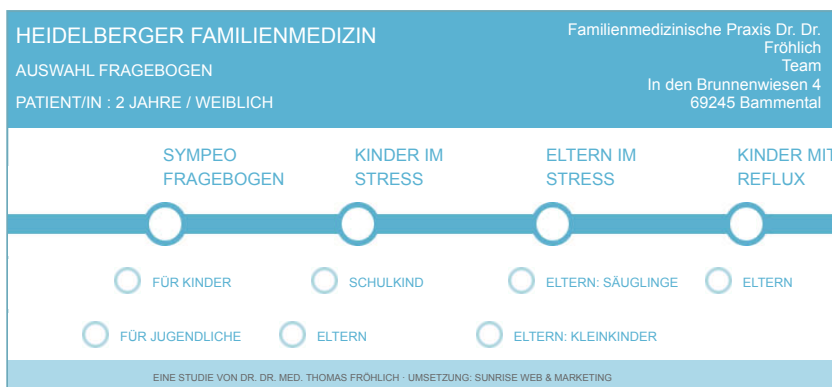 HEIDELBERGER FAMILIENMEDIZIN
AUSWAHL FRAGEBOGEN
PATIENT/IN : 2 JAHRE / WEIBLICH
Familienmedizinische Praxis Dr. Dr.
Fröhlich
Team
In den Brunnenwiesen 4
69245 Bammental
SYMPEO
FRAGEBOGEN
KINDER IM
STRESS
ELTERN IM
STRESS
KINDER MIT
REFLUX
FÜR KINDER
SCHULKIND
ELTERN: SÄUGLINGE
ELTERN
FÜR JUGENDLICHE
ELTERN
ELTERN: KLEINKINDER
EINE STUDIE VON DR. DR. MED. THOMAS FRÖHLICH · UMSETZUNG: SUNRISE WEB & MARKETING